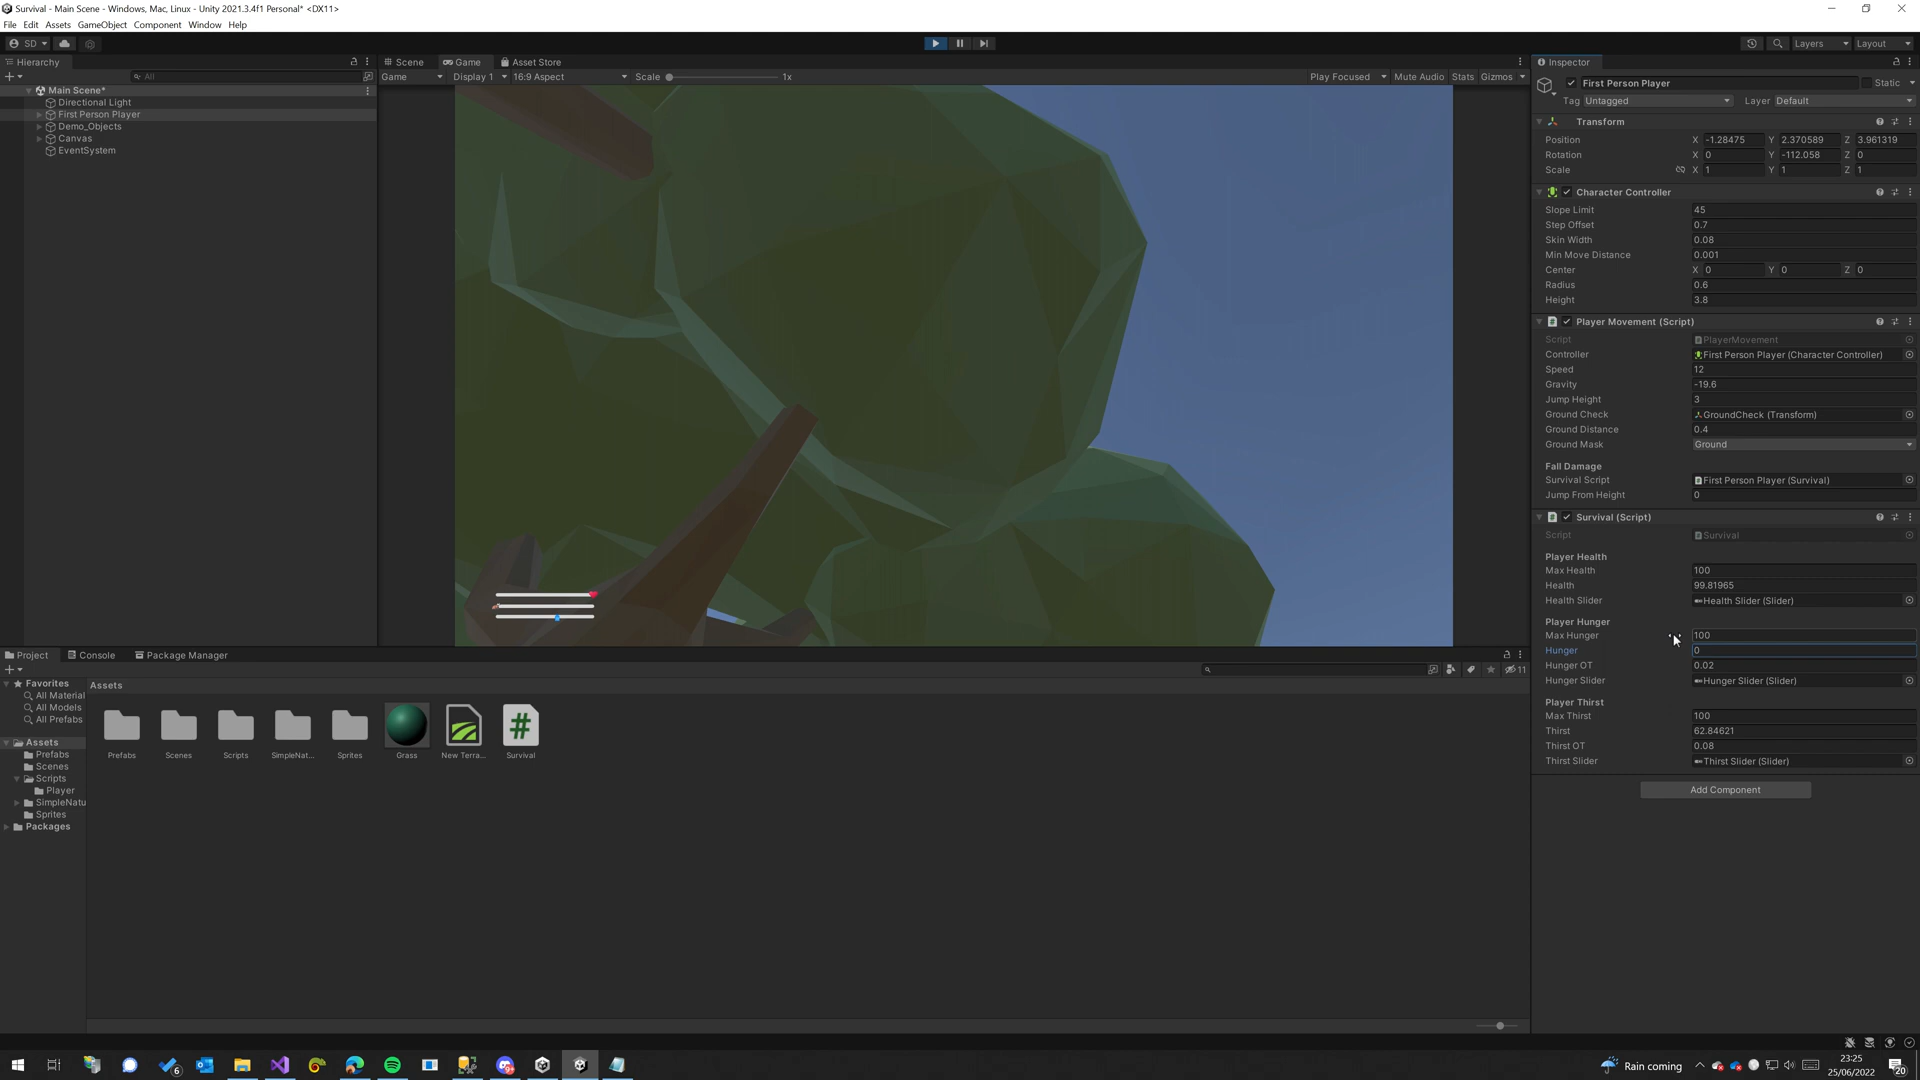 Survival - Main Scene - Windows, Mac, Linux - Unity 2021.3.4f1 Personal* <DX11>
File Edit Assets GameObject Component Window Help
SD
Layers Layout
Hierarchy
All
Main Scene*
Directional Light
First Person Player
Demo_Objects
Canvas
EventSystem
Scene Game Asset Store
Game Display 1 16:9 Aspect Scale 1x Play Focused Mute Audio Stats Gizmos
Inspector
First Person Player Static
Tag Untagged Layer Default
Transform
Position X -1.28475 Y 2.370589 Z 3.961319
Rotation X 0 Y -112.058 Z 0
Scale X 1 Y 1 Z 1
Character Controller
Slope Limit 45
Step Offset 0.7
Skin Width 0.08
Min Move Distance 0.001
Center X 0 Y 0 Z 0
Radius 0.6
Height 3.8
Player Movement (Script)
Script PlayerMovement
Controller First Person Player (Character Controller)
Speed 12
Gravity -19.6
Jump Height 3
Ground Check GroundCheck (Transform)
Ground Distance 0.4
Ground Mask Ground
Fall Damage
Survival Script First Person Player (Survival)
Jump From Height 0
Survival (Script)
Script Survival
Player Health
Max Health 100
Health 99.81965
Health Slider Health Slider (Slider)
Player Hunger
Max Hunger 100
Hunger 0
Hunger OT 0.02
Hunger Slider Hunger Slider (Slider)
Player Thirst
Max Thirst 100
Thirst 62.84621
Thirst OT 0.08
Thirst Slider Thirst Slider (Slider)
Add Component
Project Console Package Manager
11
Favorites
All Material
All Models
All Prefabs
Assets
Prefabs
Scenes
Scripts
Player
SimpleNatu
Sprites
Packages
Assets
Prefabs Scenes Scripts SimpleNat... Sprites Grass New Terra... Survival
6
Rain coming
23:25
25/06/2022
20